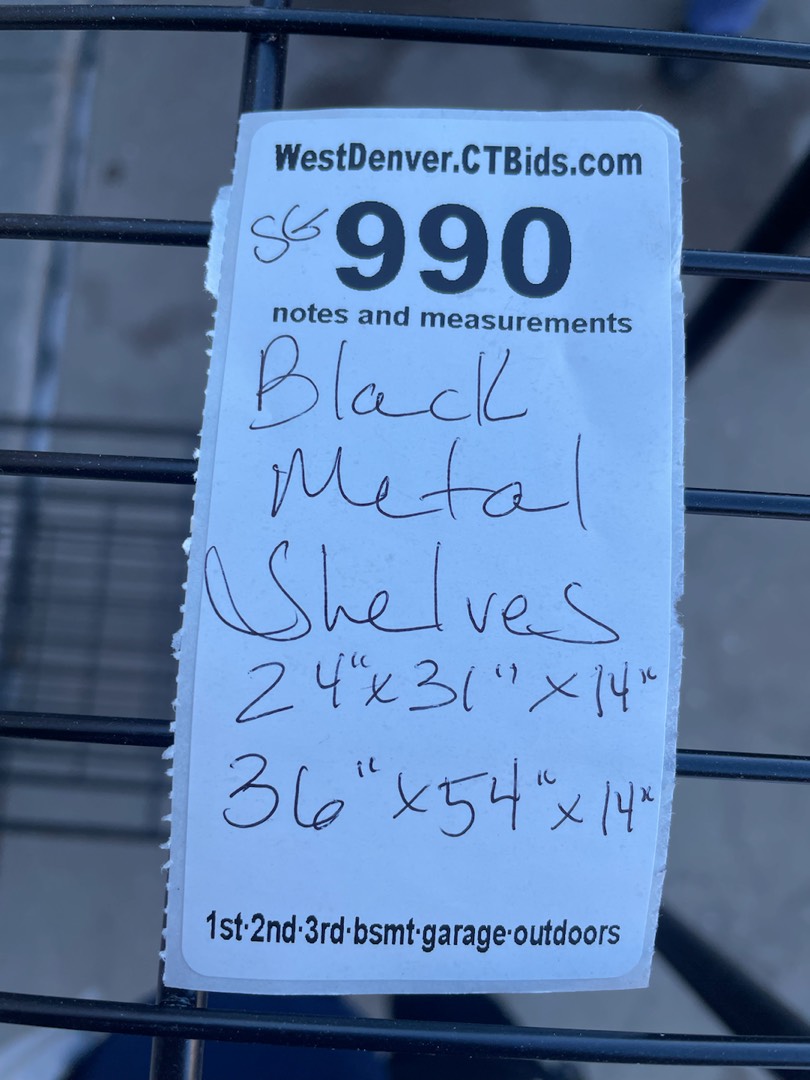 WestDenver.CTBids.com
SG 990
notes and measurements
Black
Metal
Shelves
24"x31"x14"
36"x54"x14"
1st·2nd·3rd·bsmt·garage·outdoors